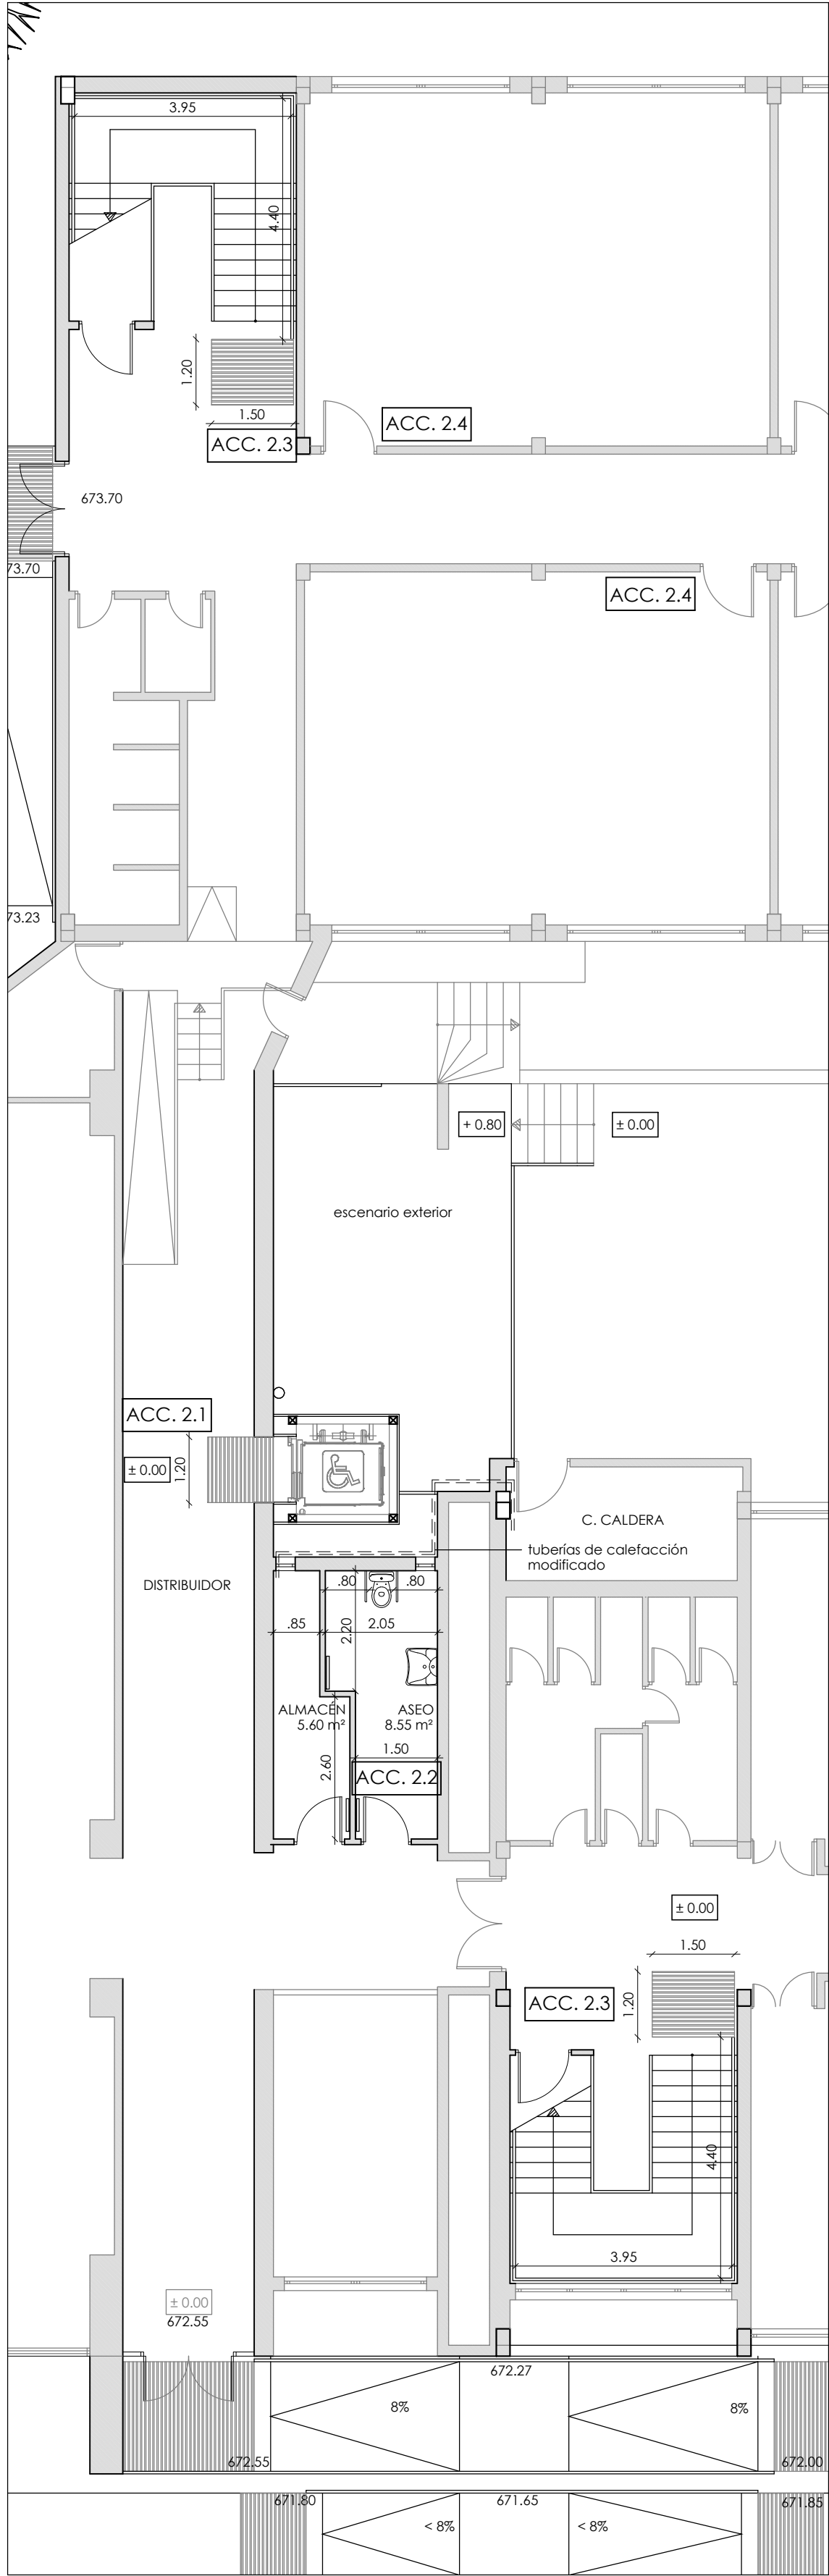 3.95
4.40
1.20
1.50
ACC. 2.3
ACC. 2.4
673.70
73.70
ACC. 2.4
73.23
+ 0.80
± 0.00
escenario exterior
ACC. 2.1
± 0.00
1.20
C. CALDERA
tuberías de calefacción
modificado
DISTRIBUIDOR
.80
.80
.85
2.20
2.05
ALMACÉN
5.60 m²
ASEO
8.55 m²
1.50
2.60
ACC. 2.2
± 0.00
1.50
ACC. 2.3
1.20
4.40
3.95
± 0.00
672.55
672.27
8%
8%
672.55
672.00
671.80
671.65
671.85
< 8%
< 8%